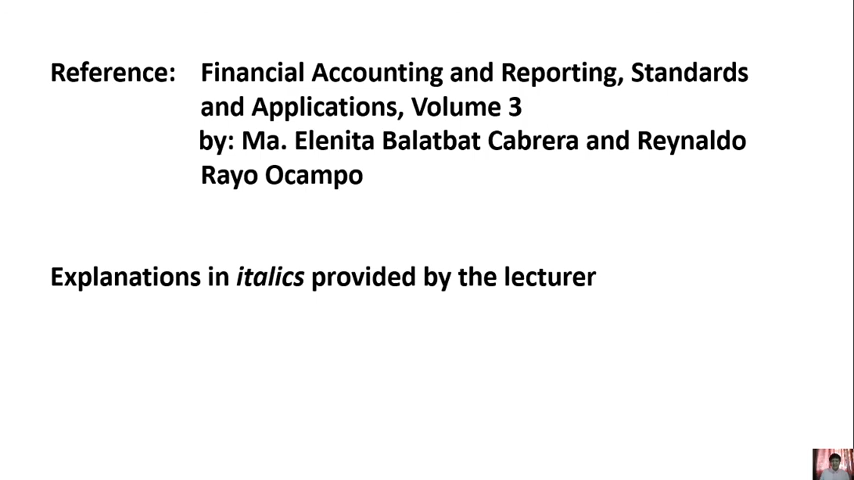 Reference: Financial Accounting and Reporting, Standards
and Applications, Volume 3
by: Ma. Elenita Balatbat Cabrera and Reynaldo
Rayo Ocampo
Explanations in italics provided by the lecturer